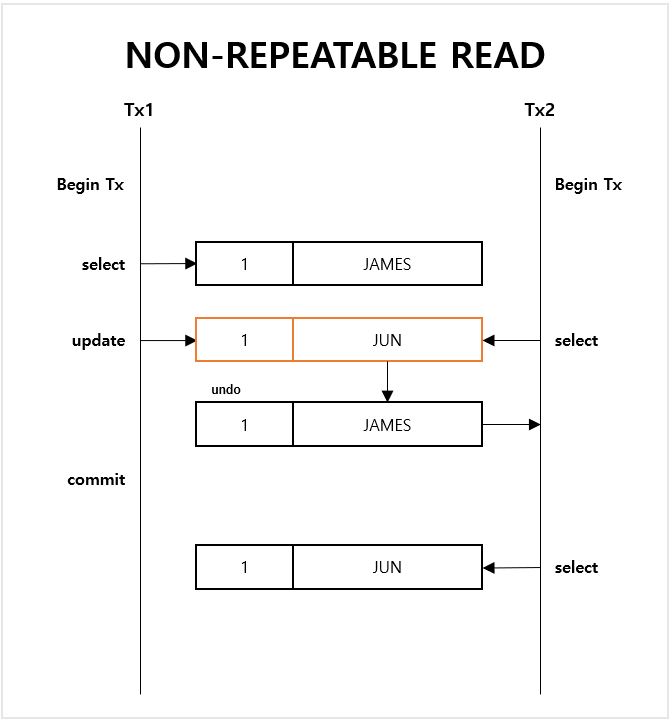 NON-REPEATABLE READ
Tx1 Tx2
Begin Tx Begin Tx
select 1 JAMES
update 1 JUN select
undo
1 JAMES
commit
1 JUN select